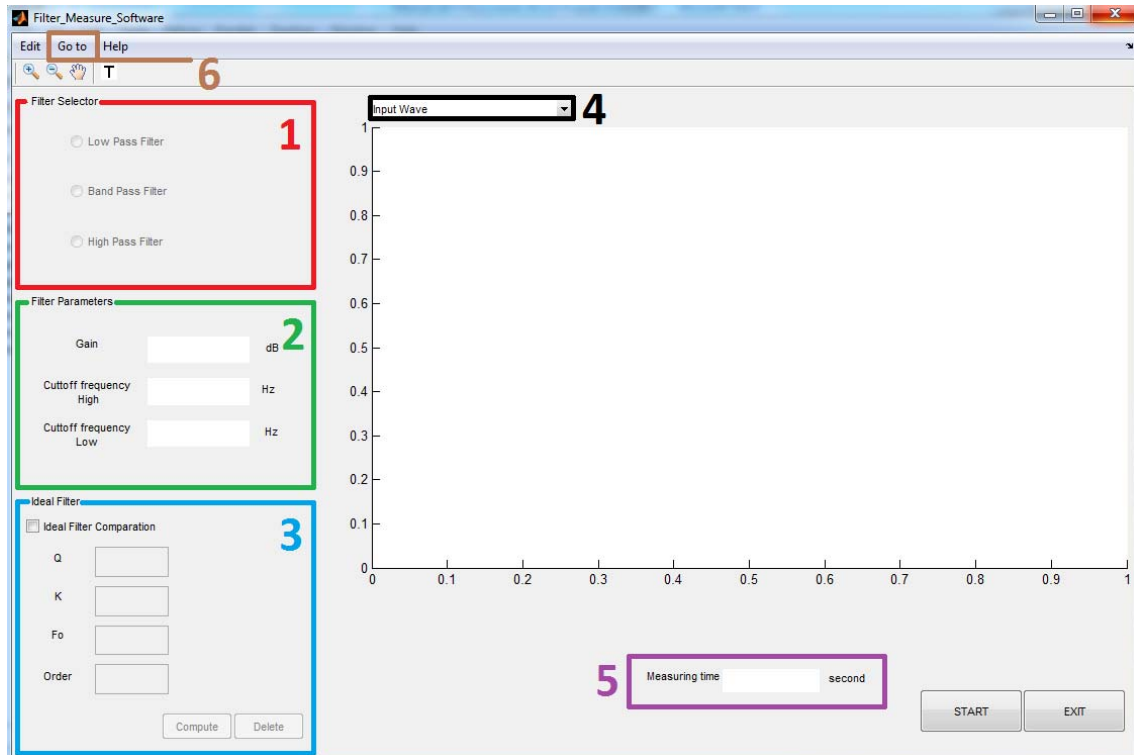 Filter_Measure_Software
Edit Go to Help
6
T
Filter Selector
1
Low Pass Filter
Band Pass Filter
High Pass Filter
Filter Parameters
2
Gain dB
Cuttoff frequency
High
Hz
Cuttoff frequency
Low
Hz
Ideal Filter
3
Ideal Filter Comparation
Q
K
Fo
Order
Compute Delete
Input Wave
4
1
0.9
0.8
0.7
0.6
0.5
0.4
0.3
0.2
0.1
0
0 0.1 0.2 0.3 0.4 0.5 0.6 0.7 0.8 0.9 1
5
Measuring time second
START EXIT